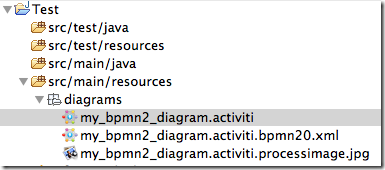 Test
src/test/java
src/test/resources
src/main/java
src/main/resources
diagrams
my_bpmn2_diagram.activiti
my_bpmn2_diagram.activiti.bpmn20.xml
my_bpmn2_diagram.activiti.processimage.jpg